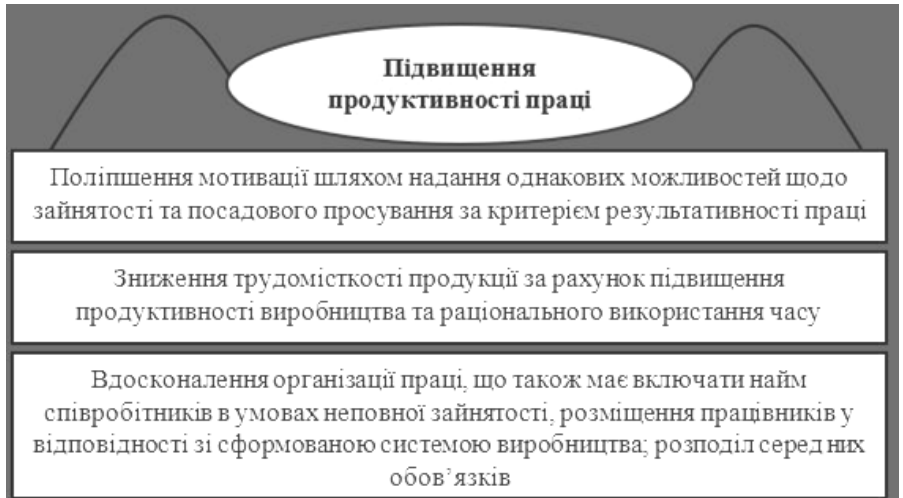 Підвищення
продуктивності праці
Поліпшення мотивації шляхом надання однакових можливостей щодо
зайнятості та посадового просування за критерієм результативності праці
Зниження трудомісткості продукції за рахунок підвищення
продуктивності виробництва та раціонального використання часу
Вдосконалення організації праці, що також має включати найм
співробітників в умовах неповної зайнятості, розміщення працівників у
відповідності зі сформованою системою виробництва; розподіл серед них
обов’язків